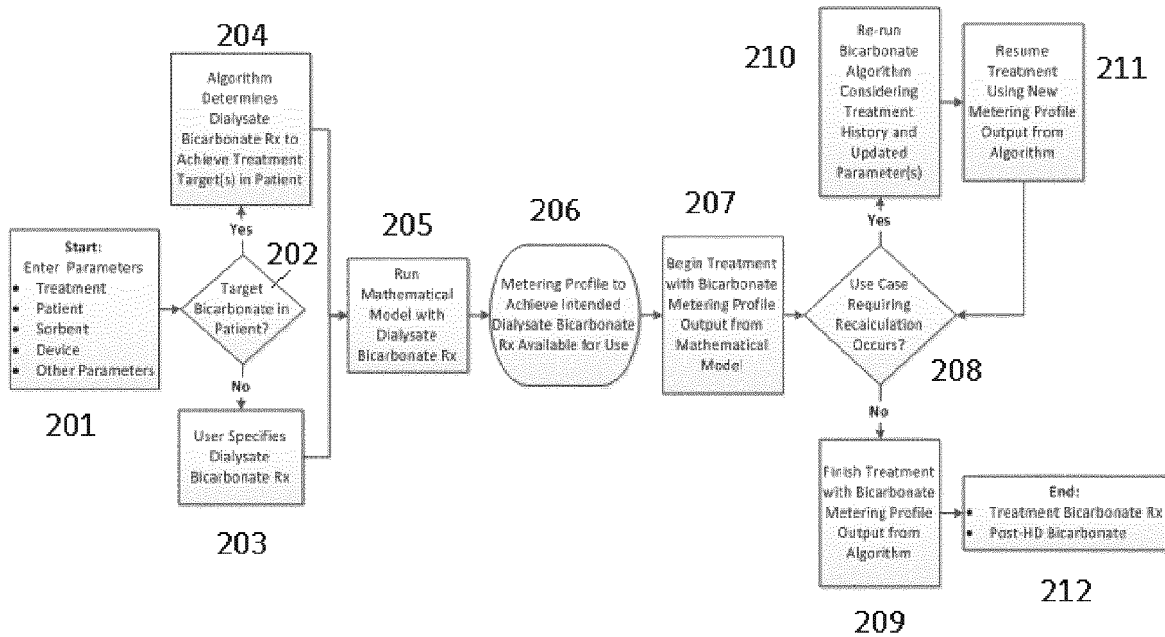 204
Algorithm
Determines
Dialysate
Bicarbonate Rx to
Achieve Treatment
Target(s) in Patient
Yes
Start:
Enter Parameters
• Treatment
• Patient
• Sorbent
• Device
• Other Parameters
201
202
Target
Bicarbonate in
Patient?
No
User Specifies
Dialysate
Bicarbonate Rx
203
205
Run
Mathematical
Model with
Dialysate
Bicarbonate Rx
206
Metering Profile to
Achieve Intended
Dialysate Bicarbonate
Rx Available for Use
207
Begin Treatment
with Bicarbonate
Metering Profile
Output from
Mathematical
Model
210
Re-run
Bicarbonate
Algorithm
Considering
Treatment
History and
Updated
Parameter(s)
211
Resume
Treatment
Using New
Metering Profile
Output from
Algorithm
Yes
Use Case
Requiring
Recalculation
Occurs?
208
No
Finish Treatment
with Bicarbonate
Metering Profile
Output from
Algorithm
209
End:
• Treatment Bicarbonate Rx
• Post-HD Bicarbonate
212